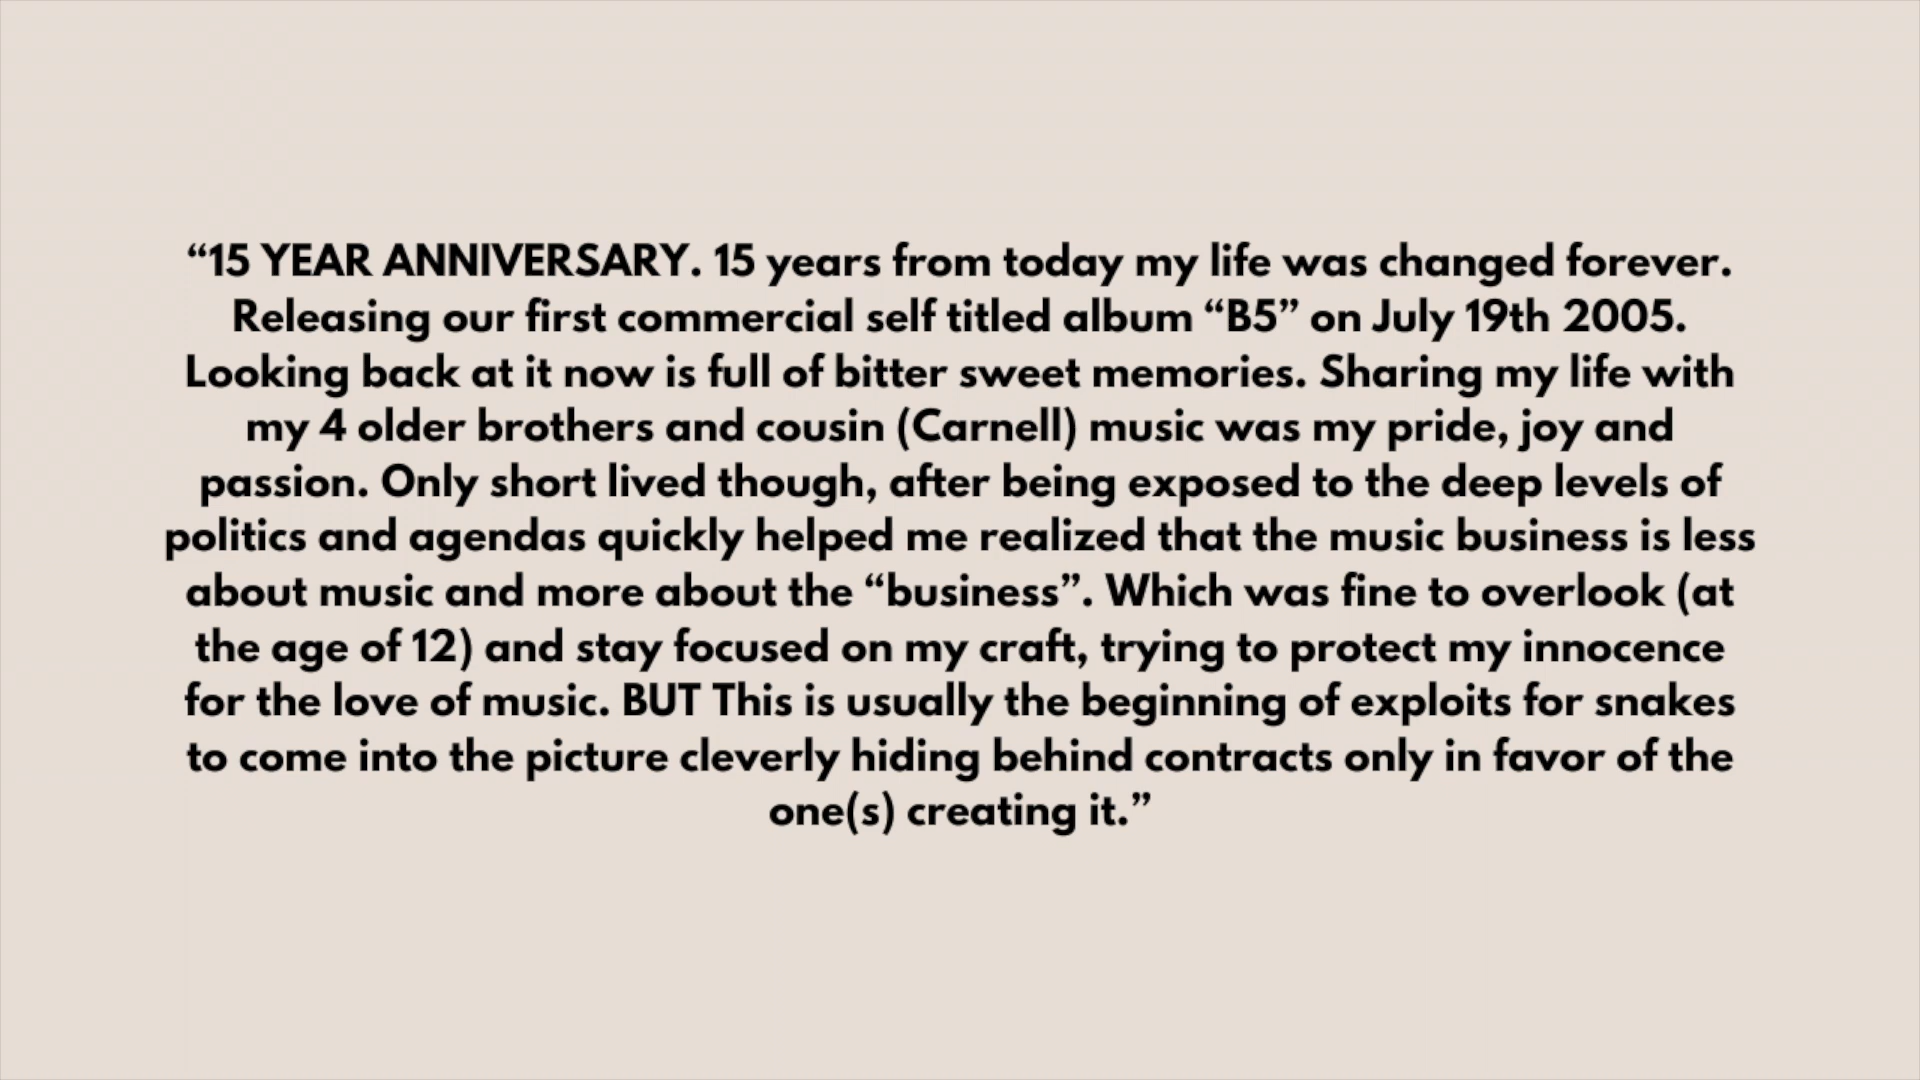 “15 YEAR ANNIVERSARY. 15 years from today my life was changed forever.
Releasing our first commercial self titled album “B5” on July 19th 2005.
Looking back at it now is full of bitter sweet memories. Sharing my life with
my 4 older brothers and cousin (Carnell) music was my pride, joy and
passion. Only short lived though, after being exposed to the deep levels of
politics and agendas quickly helped me realized that the music business is less
about music and more about the “business”. Which was fine to overlook (at
the age of 12) and stay focused on my craft, trying to protect my innocence
for the love of music. BUT This is usually the beginning of exploits for snakes
to come into the picture cleverly hiding behind contracts only in favor of the
one(s) creating it.”